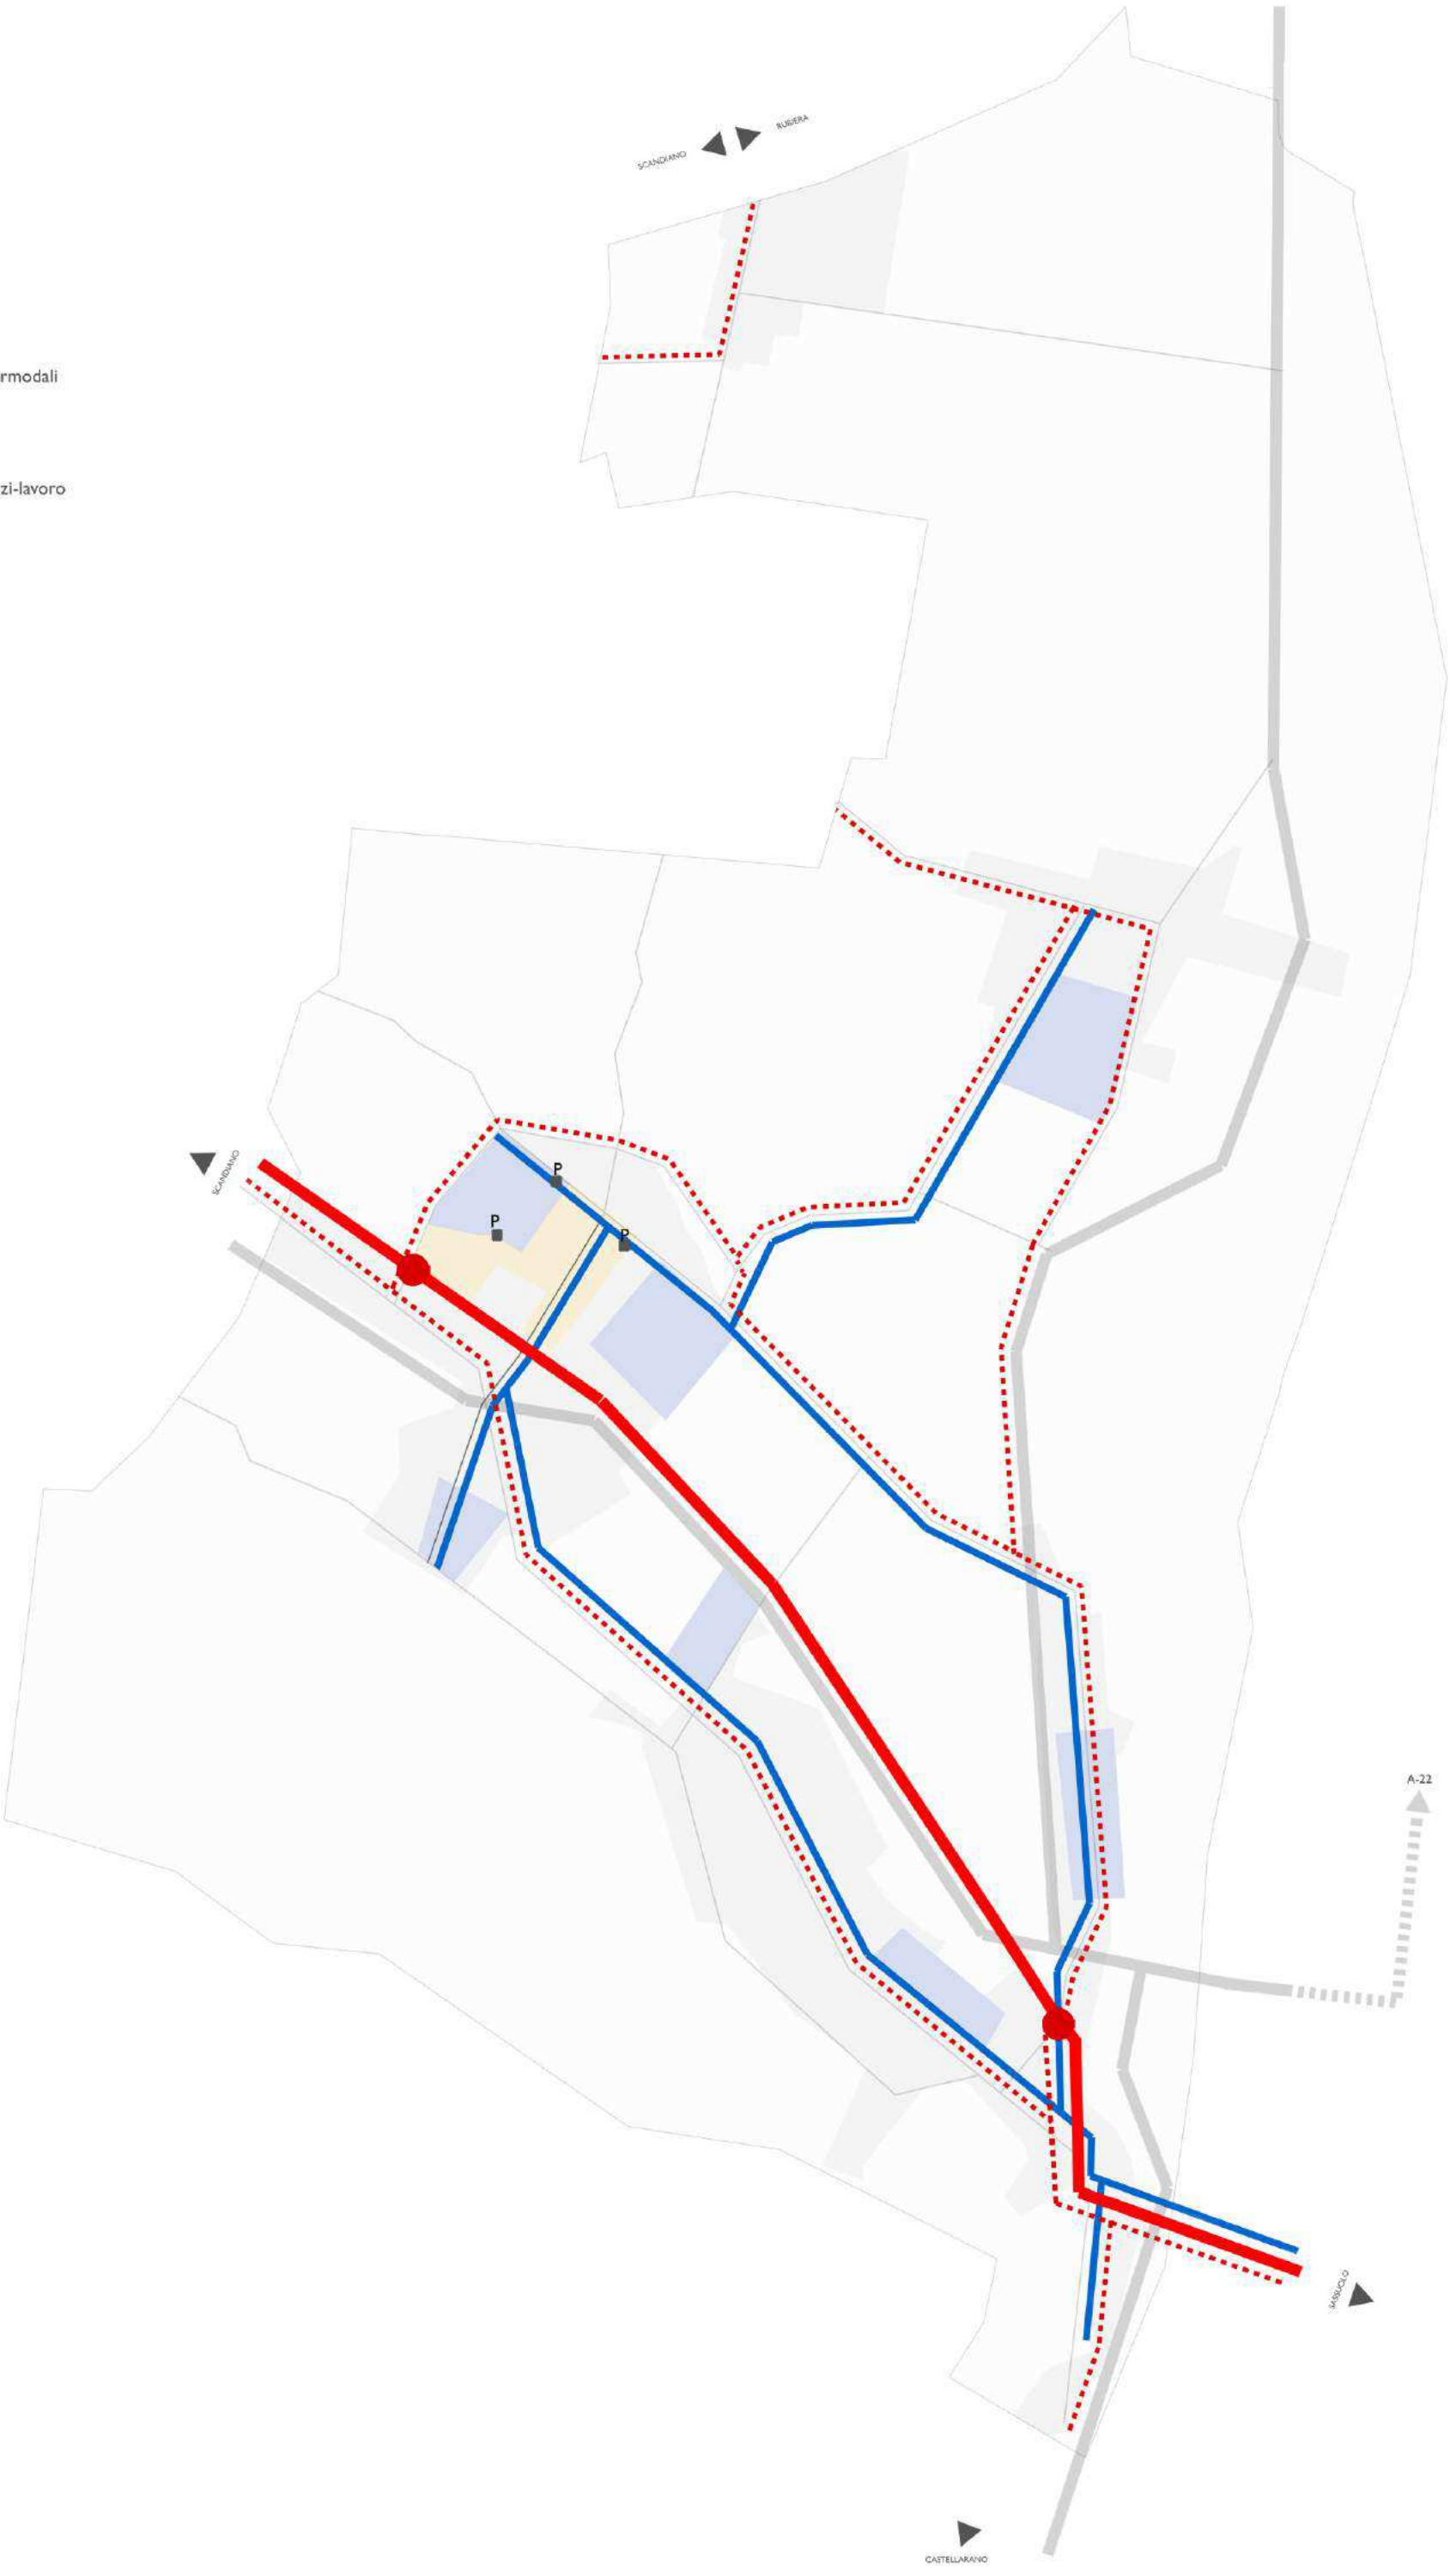 RUBIERA
SCANDIANO
rmodali
zi-lavoro
SCANDIANO
P
P
P
A-22
SASSUOLO
CASTELLARANO